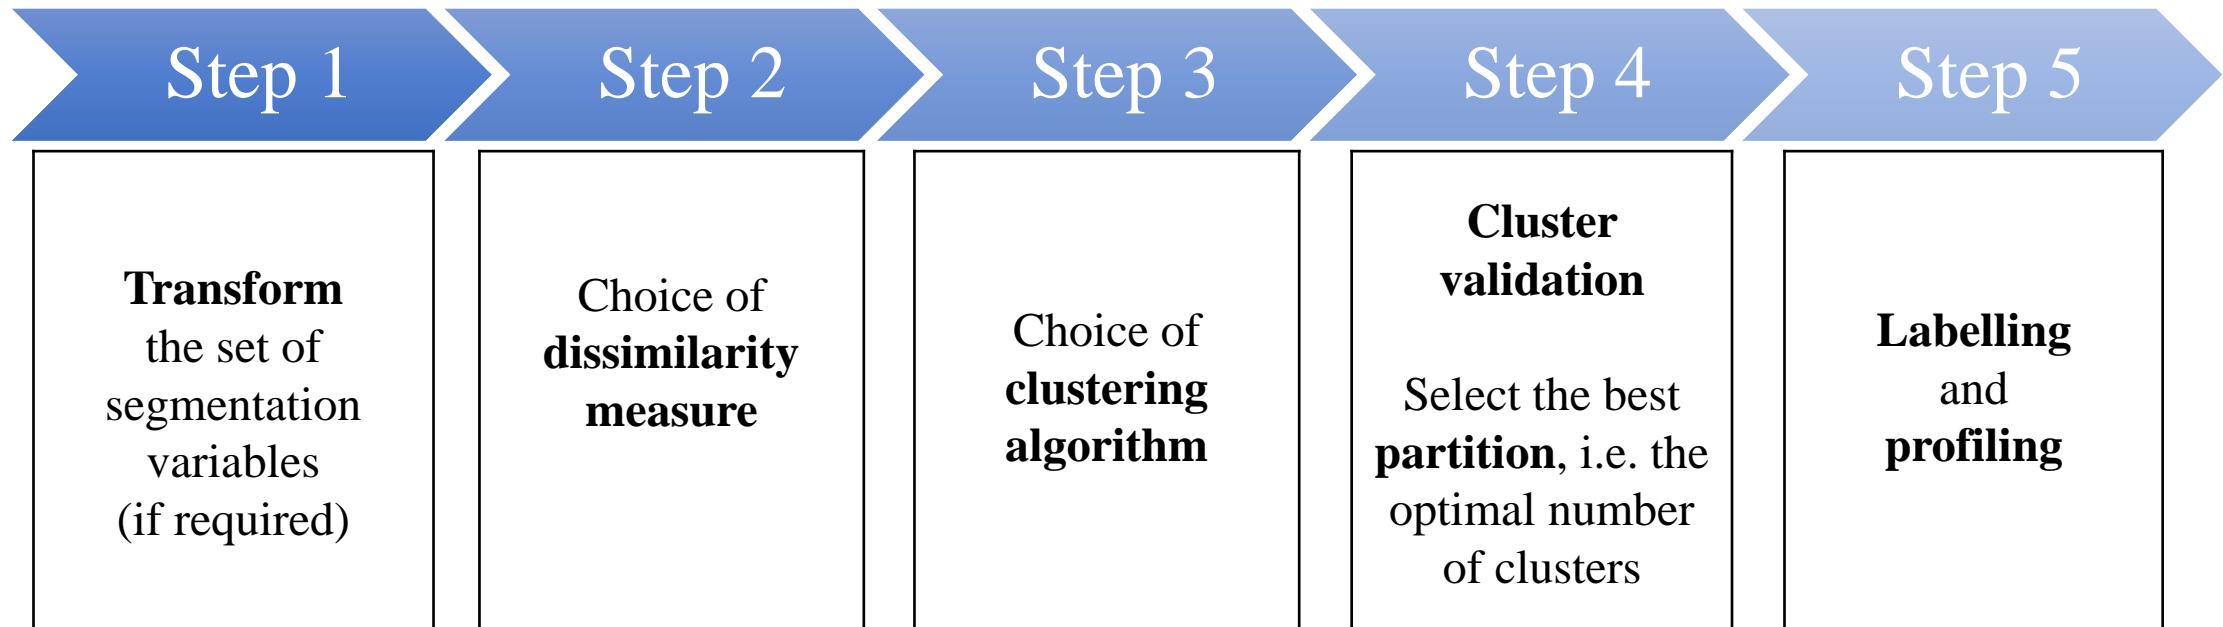 Step 1
Step 2
Step 3
Step 4
Step 5
Transform
the set of
segmentation
variables
(if required)
Choice of
dissimilarity
measure
Choice of
clustering
algorithm
Cluster
validation
Select the best
partition, i.e. the
optimal number
of clusters
Labelling
and
profiling